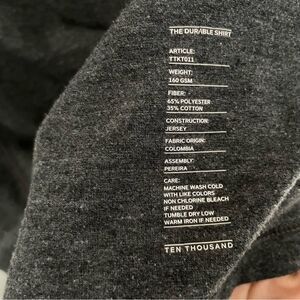 THE DURABLE SHIRT
ARTICLE:
TTKT011
WEIGHT:
160 GSM
FIBER:
65% POLYESTER
35% COTTON
CONSTRUCTION:
JERSEY
FABRIC ORIGIN:
COLOMBIA
ASSEMBLY:
PEREIRA
CARE:
MACHINE WASH COLD
WITH LIKE COLORS
NON CHLORINE BLEACH
IF NEEDED
TUMBLE DRY LOW
WARM IRON IF NEEDED
TEN THOUSAND